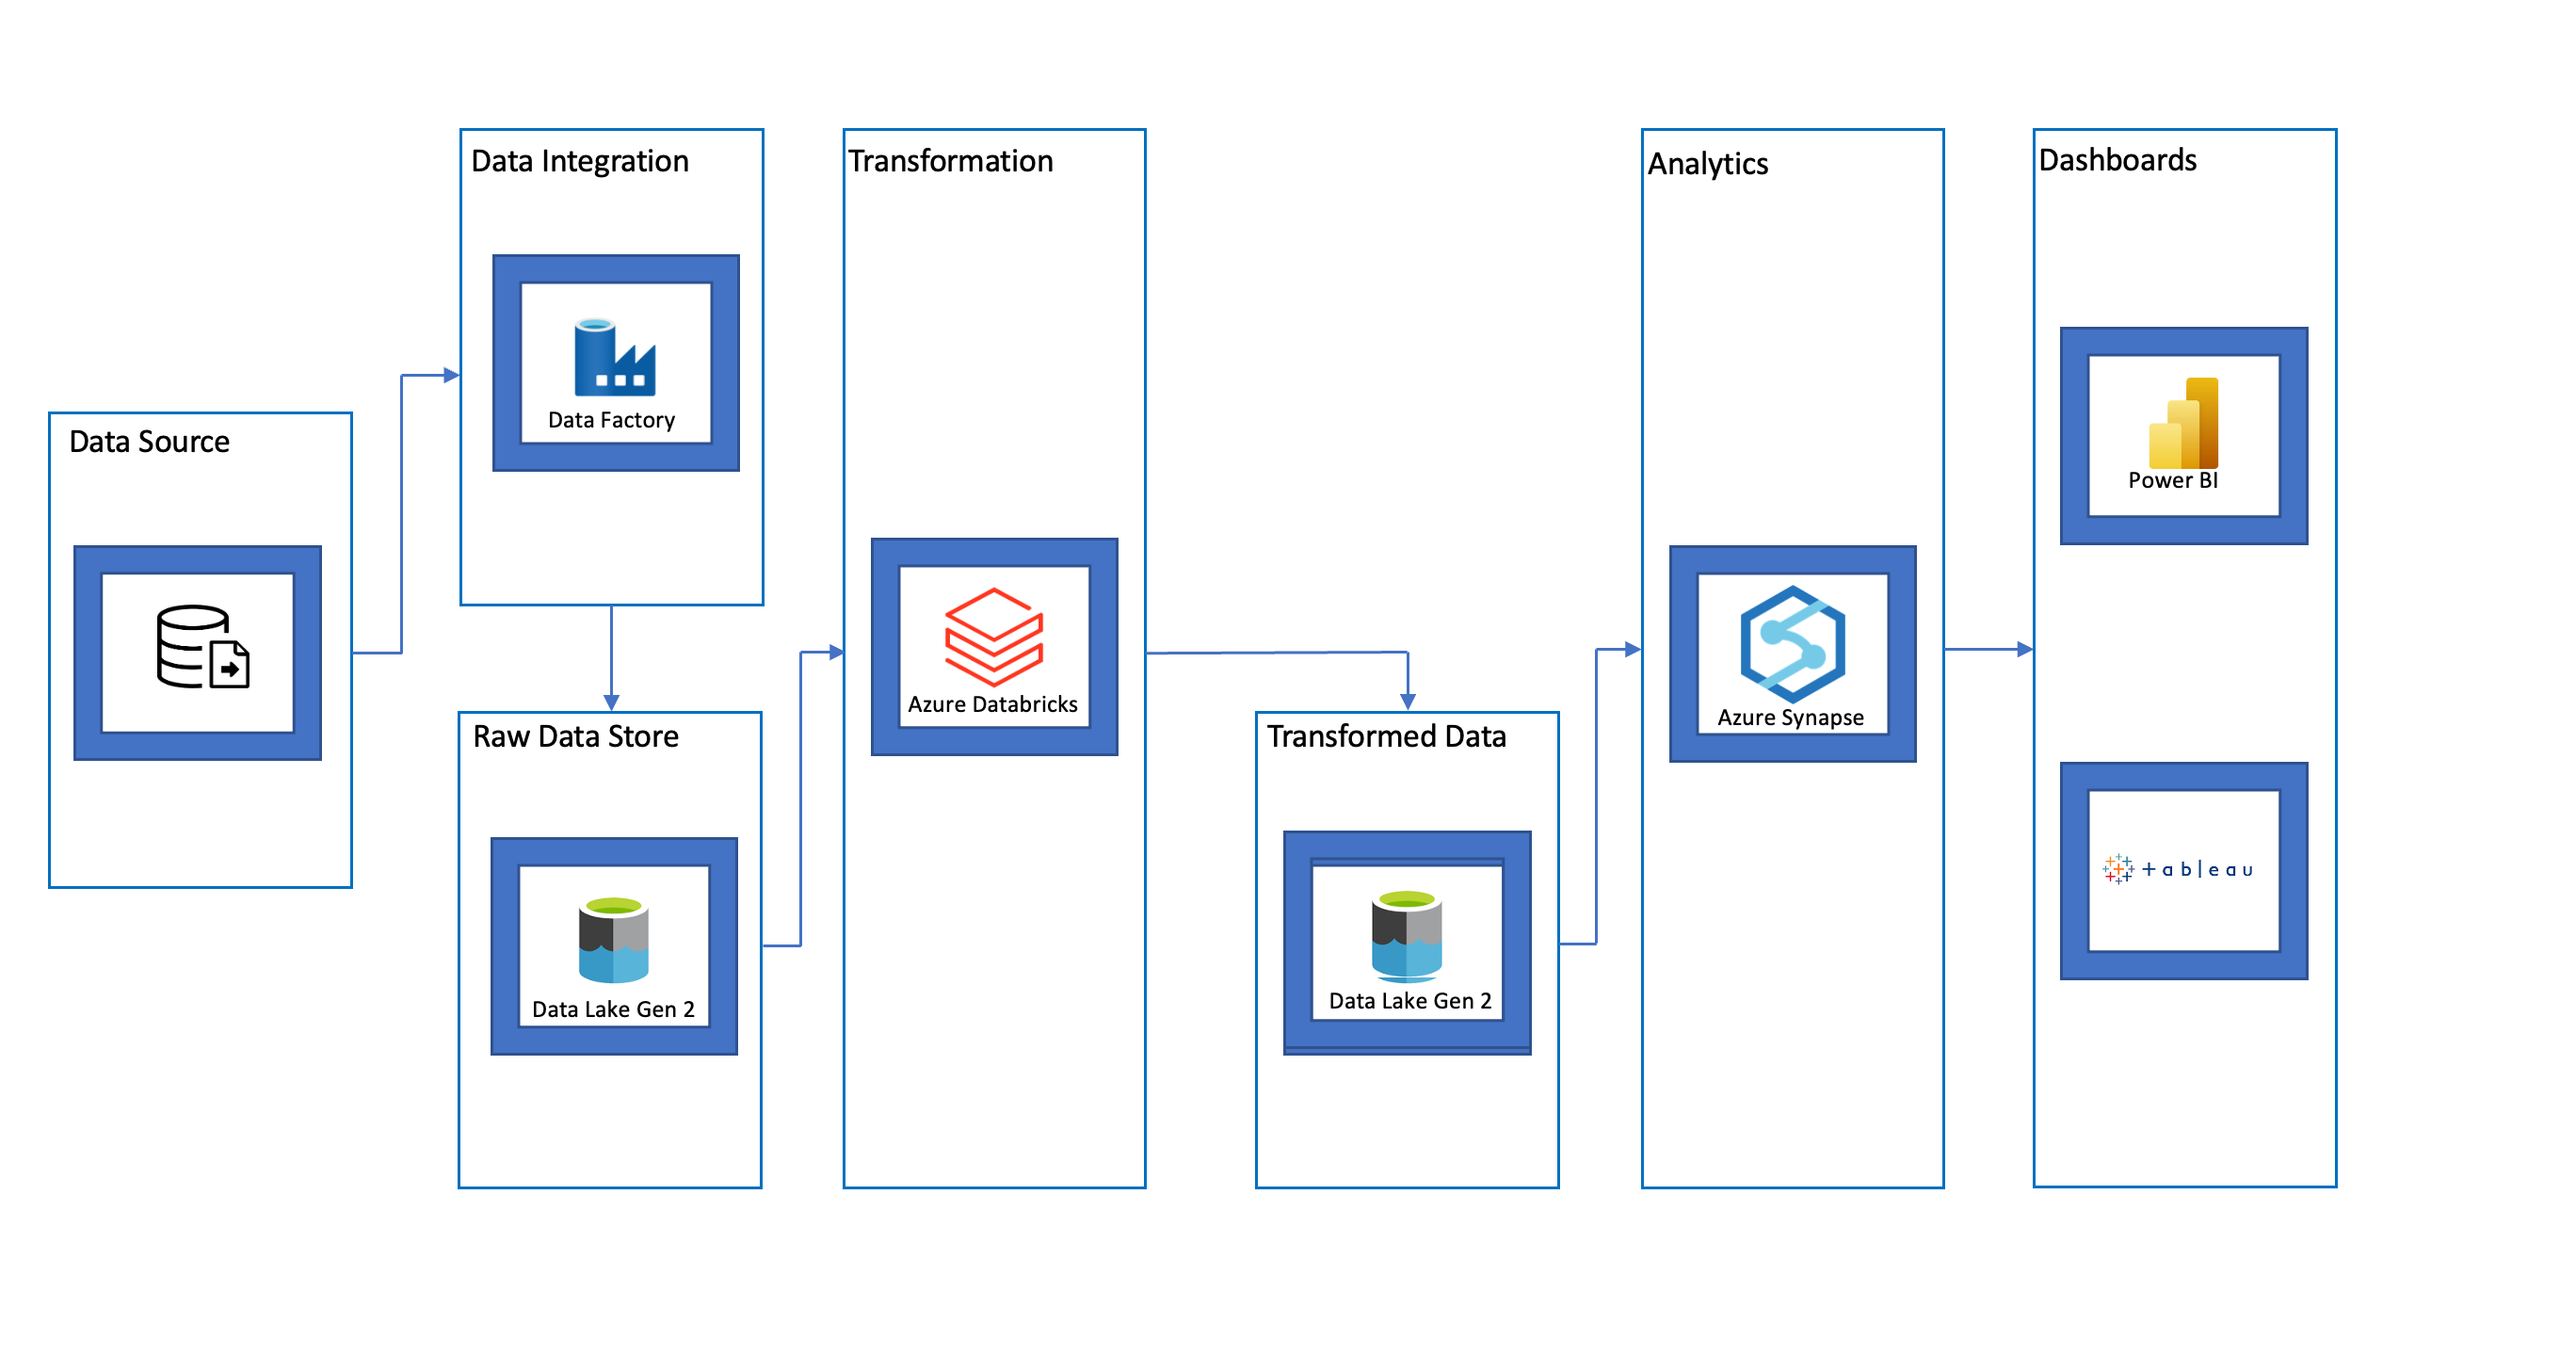 Data Source
Data Integration
Data Factory
Raw Data Store
Data Lake Gen 2
Transformation
Azure Databricks
Transformed Data
Data Lake Gen 2
Analytics
Azure Synapse
Dashboards
Power BI
+ableau